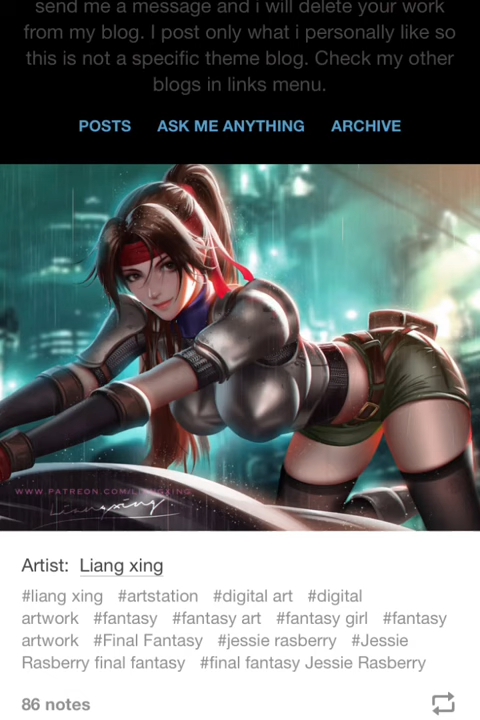 send me a message and i will delete your work
from my blog. I post only what i personally like so
this is not a specific theme blog. Check my other
blogs in links menu.
POSTS ASK ME ANYTHING ARCHIVE
WWW.PATREON.COM/LIANGXING
Liangxing.
Artist: Liang xing
#liang xing #artstation #digital art #digital
artwork #fantasy #fantasy art #fantasy girl #fantasy
artwork #Final Fantasy #jessie rasberry #Jessie
Rasberry final fantasy #final fantasy Jessie Rasberry
86 notes